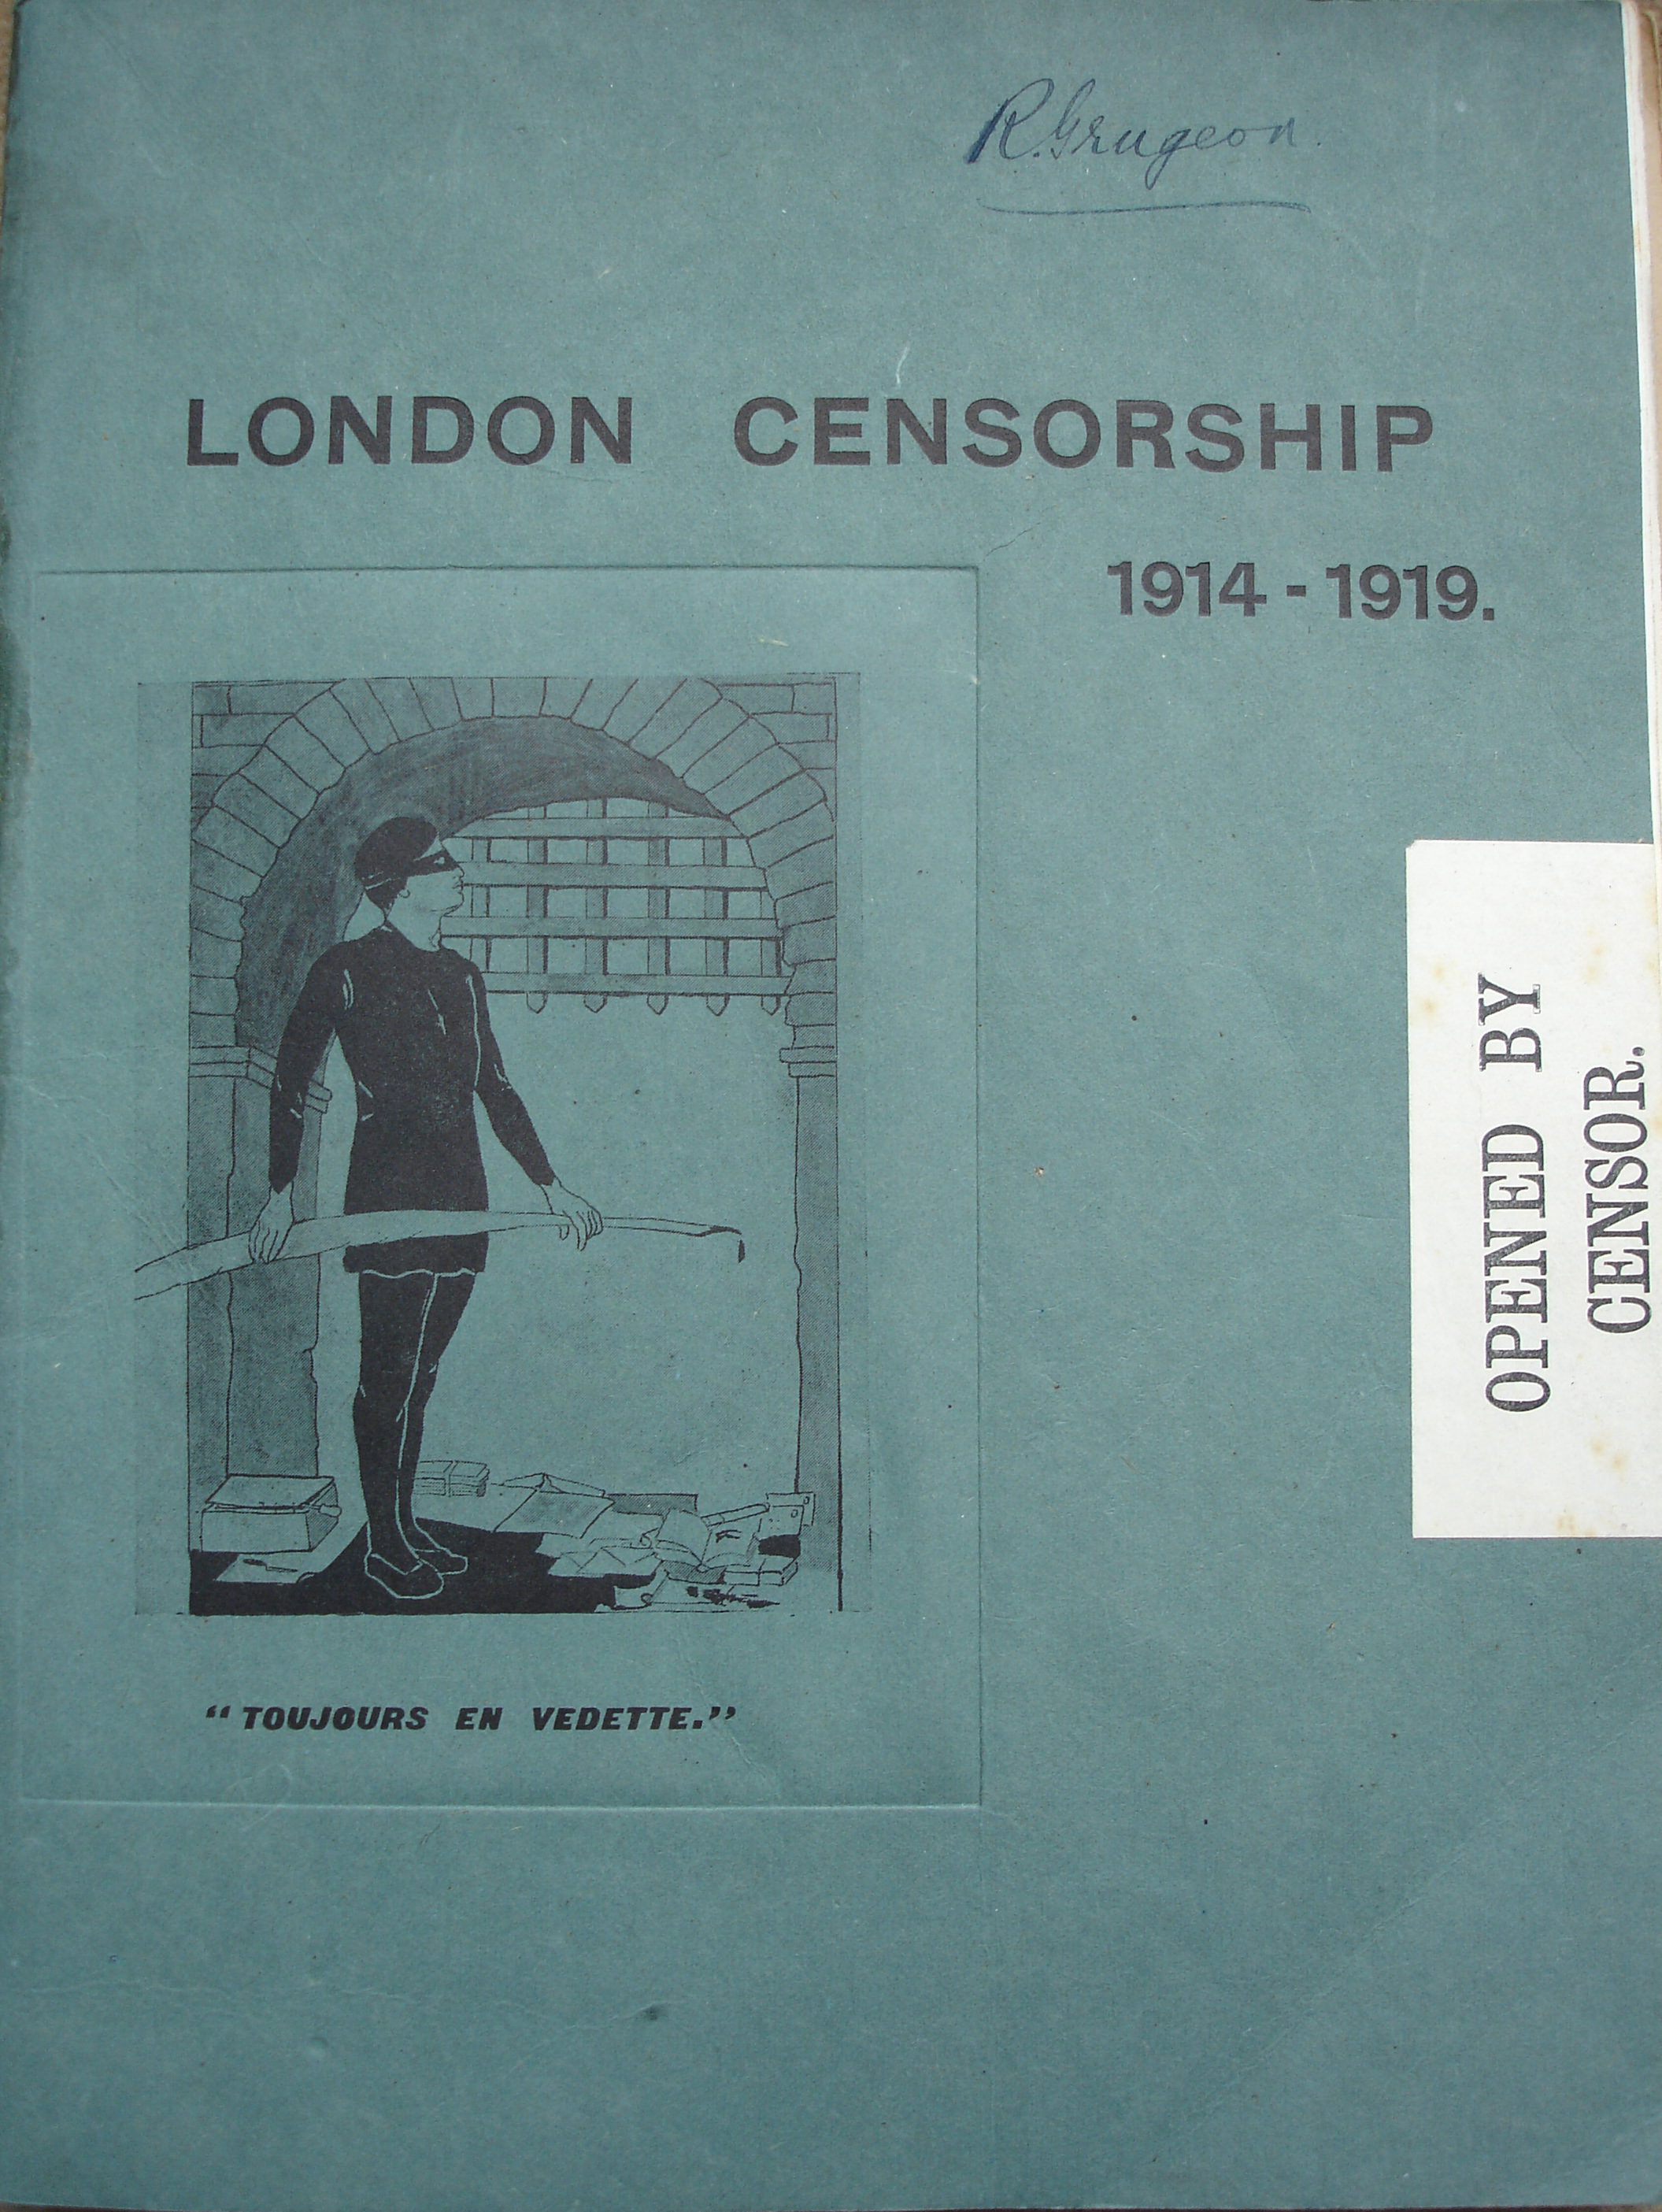 R. Grugeon.
LONDON CENSORSHIP
1914 - 1919.
OPENED BY
CENSOR.
"TOUJOURS EN VEDETTE."